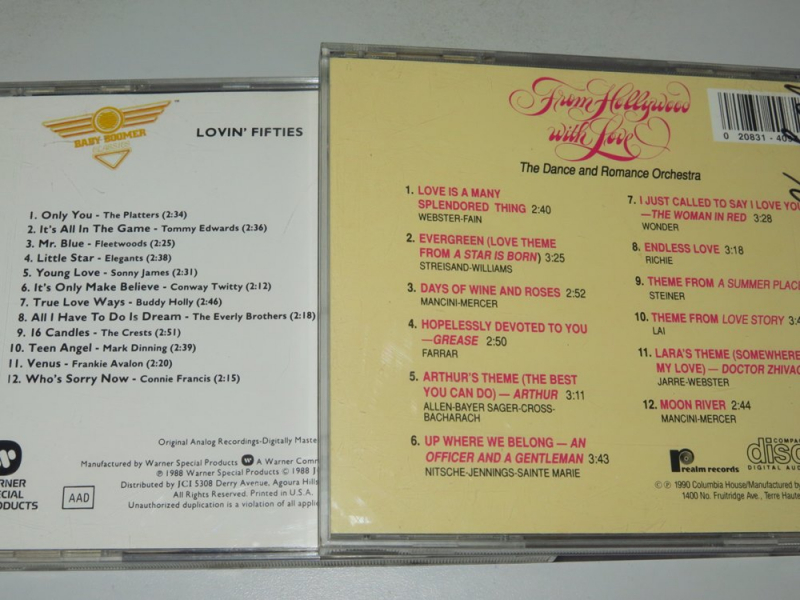 BABY BOOMER
LOVIN' FIFTIES
1. Only You - The Platters (2:34)
2. It's All In The Game - Tommy Edwards (2:36)
3. Mr. Blue - Fleetwoods (2:25)
4. Little Star - Elegants (2:38)
5. Young Love - Sonny James (2:31)
6. It's Only Make Believe - Conway Twitty (2:12)
7. True Love Ways - Buddy Holly (2:46)
8. All I Have To Do Is Dream - The Everly Brothers (2:18)
9. 16 Candles - The Crests (2:51)
10. Teen Angel - Mark Dinning (2:39)
11. Venus - Frankie Avalon (2:20)
12. Who's Sorry Now - Connie Francis (2:15)
Original Analog Recordings-Digitally Maste
Manufactured by Warner Special Products A Warner Comm
℗ 1988 Warner Special Products © 1988 J
Distributed by JCI 5308 Derry Avenue, Agoura Hills
All Rights Reserved. Printed in U.S.A.
Unauthorized duplication is a violation of all applic
RNER
CIAL
DUCTS
AAD
From Hollywood
with Love
The Dance and Romance Orchestra
0 20831-40
1. LOVE IS A MANY
SPLENDORED THING 2:40
WEBSTER-FAIN
2. EVERGREEN (LOVE THEME
FROM A STAR IS BORN) 3:25
STREISAND-WILLIAMS
3. DAYS OF WINE AND ROSES 2:52
MANCINI-MERCER
4. HOPELESSLY DEVOTED TO YOU
—GREASE 2:50
FARRAR
5. ARTHUR'S THEME (THE BEST
YOU CAN DO) — ARTHUR 3:11
ALLEN-BAYER SAGER-CROSS-
BACHARACH
6. UP WHERE WE BELONG — AN
OFFICER AND A GENTLEMAN 3:43
NITSCHE-JENNINGS-SAINTE MARIE
7. I JUST CALLED TO SAY I LOVE YOU
—THE WOMAN IN RED 3:28
WONDER
8. ENDLESS LOVE 3:18
RICHIE
9. THEME FROM A SUMMER PLACE
STEINER
10. THEME FROM LOVE STORY 3:4
LAI
11. LARA'S THEME (SOMEWHERE
MY LOVE) — DOCTOR ZHIVAG
JARRE-WEBSTER
12. MOON RIVER 2:44
MANCINI-MERCER
realm records
COMPA
disc
DIGITAL AUD
©℗ 1990 Columbia House/Manufactured by
1400 No. Fruitridge Ave., Terre Haute